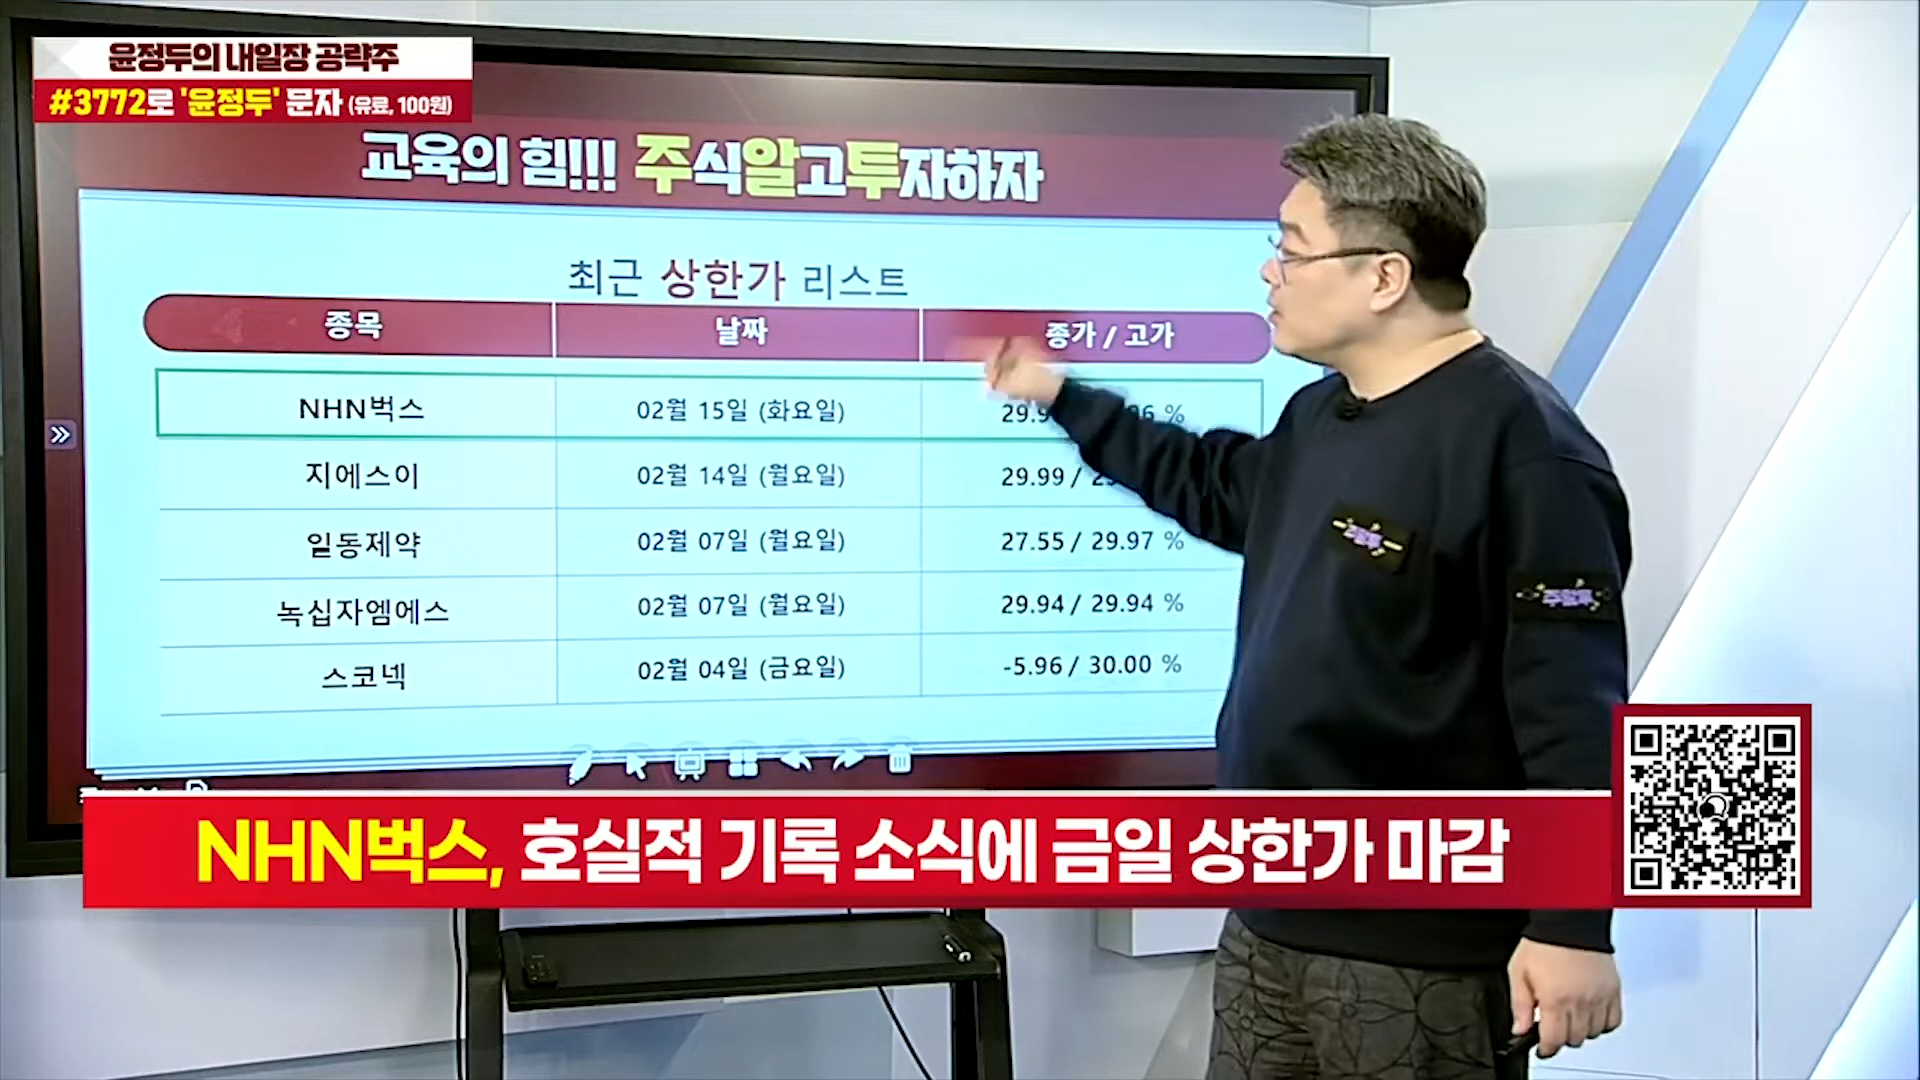 윤정두의 내일장 공략주
#3772로 '윤정두' 문자 (유료, 100원)
교육의 힘!!! 주식알고투자하자
최근 상한가 리스트
종목 날짜 종가 / 고가
NHN벅스 02월 15일 (화요일) %
지에스이 02월 14일 (월요일) 29.99 /
일동제약 02월 07일 (월요일) 27.55 / 29.97 %
녹십자엠에스 02월 07일 (월요일) 29.94 / 29.94 %
스코넥 02월 04일 (금요일) -5.96 / 30.00 %
주알투
NHN벅스, 호실적 기록 소식에 금일 상한가 마감